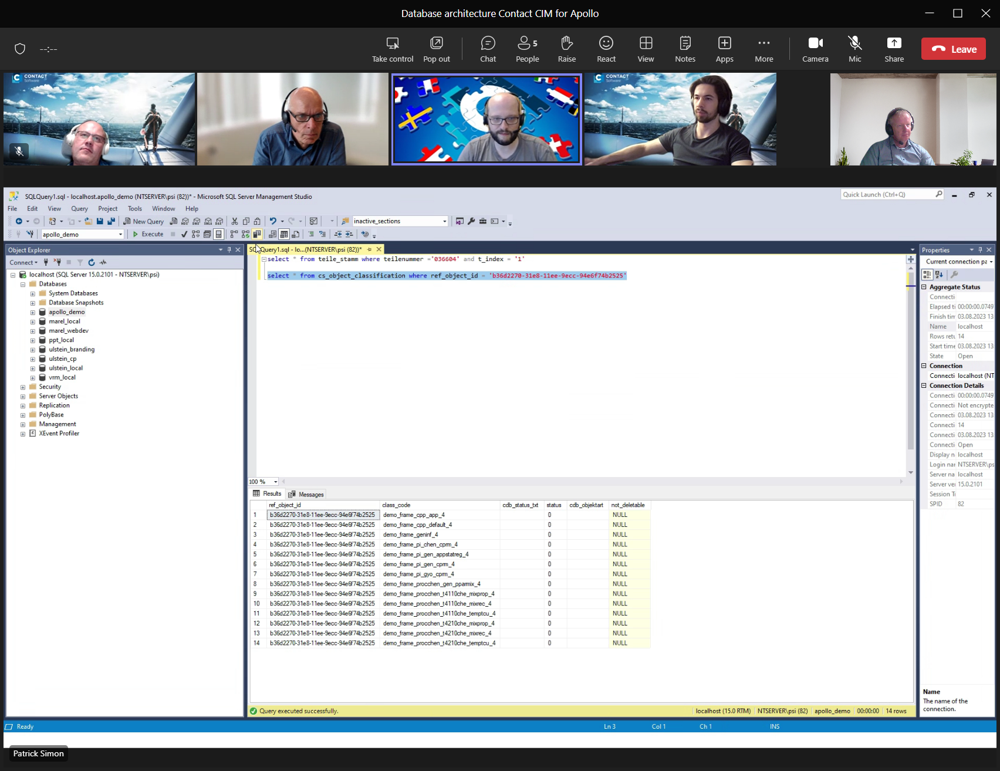 Database architecture Contact CIM for Apollo
--:--
Take control
Pop out
Chat
5
People
Raise
React
View
Notes
Apps
More
Camera
Mic
Share
Leave
C CONTACT
Software
C CONTACT
Software
SQLQuery1.sql - localhost.apollo_demo (NTSERVER\psi (82))* - Microsoft SQL Server Management Studio
Quick Launch (Ctrl+Q)
File Edit View Query Project Tools Window Help
New Query
inactive_sections
apollo_demo
Execute
Object Explorer
Connect
localhost (SQL Server 15.0.2101 - NTSERVER\psi)
Databases
System Databases
Database Snapshots
apollo_demo
marel_local
marel_webdev
ppt_local
ulstein_branding
ulstein_cp
ulstein_local
vrm_local
Security
Server Objects
Replication
PolyBase
Management
XEvent Profiler
SQLQuery1.sql - lo...(NTSERVER\psi (82))*
select * from teile_stamm where teilenummer ='036604' and t_index = '1'
select * from cs_object_classification where ref_object_id = 'b36d2270-31e8-11ee-9ecc-94e6f74b2525'
100 %
Results
Messages
ref_object_id class_code cdb_status_txt status cdb_objektart not_deletable
1 b36d2270-31e8-11ee-9ecc-94e6f74b2525 demo_frame_cpp_app_4 0 NULL
2 b36d2270-31e8-11ee-9ecc-94e6f74b2525 demo_frame_cpp_default_4 0 NULL
3 b36d2270-31e8-11ee-9ecc-94e6f74b2525 demo_frame_geninf_4 0 NULL
4 b36d2270-31e8-11ee-9ecc-94e6f74b2525 demo_frame_pi_chen_cprm_4 0 NULL
5 b36d2270-31e8-11ee-9ecc-94e6f74b2525 demo_frame_pi_gen_appstatreg_4 0 NULL
6 b36d2270-31e8-11ee-9ecc-94e6f74b2525 demo_frame_pi_gen_cprm_4 0 NULL
7 b36d2270-31e8-11ee-9ecc-94e6f74b2525 demo_frame_pi_gyo_cprm_4 0 NULL
8 b36d2270-31e8-11ee-9ecc-94e6f74b2525 demo_frame_procchen_gen_pparmix_4 0 NULL
9 b36d2270-31e8-11ee-9ecc-94e6f74b2525 demo_frame_procchen_t4110che_mixprop_4 0 NULL
10 b36d2270-31e8-11ee-9ecc-94e6f74b2525 demo_frame_procchen_t4110che_mixrec_4 0 NULL
11 b36d2270-31e8-11ee-9ecc-94e6f74b2525 demo_frame_procchen_t4110che_temptcu_4 0 NULL
12 b36d2270-31e8-11ee-9ecc-94e6f74b2525 demo_frame_procchen_t4210che_mixprop_4 0 NULL
13 b36d2270-31e8-11ee-9ecc-94e6f74b2525 demo_frame_procchen_t4210che_mixrec_4 0 NULL
14 b36d2270-31e8-11ee-9ecc-94e6f74b2525 demo_frame_procchen_t4210che_temptcu_4 0 NULL
Query executed successfully.
localhost (15.0 RTM) NTSERVER\psi (82) apollo_demo 00:00:00 14 rows
Properties
Current connection pa
Aggregate Status
Connecti
Elapsed ti 00:00:00.0749
Finish tim 03.08.2023 13:
Name localhost
Rows retu 14
Start time 03.08.2023 13:
State Open
Connection
Connecti localhost (NT
Connection Details
Connecti 00:00:00.0749
Connecti Not encrypte
Connecti 03.08.2023 13:
Connecti 14
Connecti 03.08.2023 13:
Connecti Open
Display n localhost
Login nar NTSERVER\ps
Server na localhost
Server ver 15.0.2101
Session Ti
SPID 82
Name
The name of the
connection.
Ready
Ln 3 Col 1 Ch 1 INS
Patrick Simon